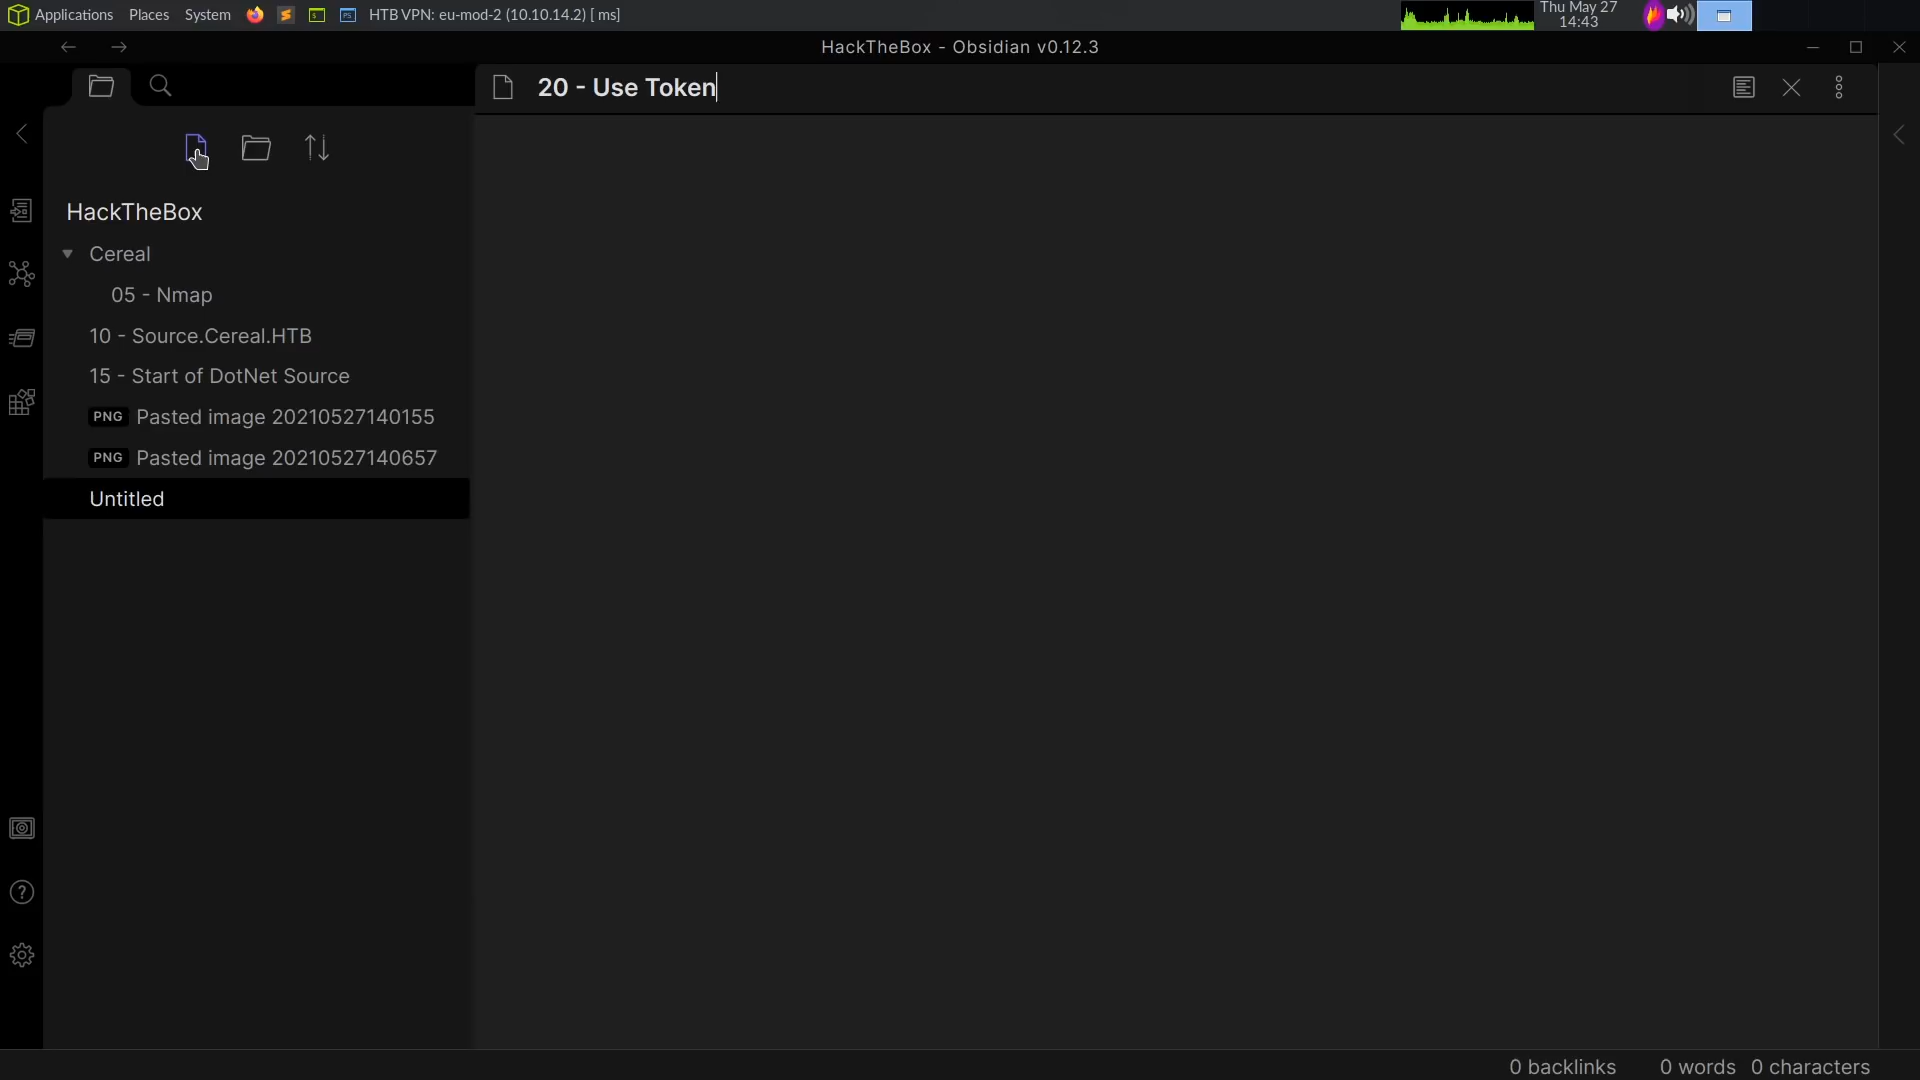 Applications Places System HTB VPN: eu-mod-2 (10.10.14.2) [ ms] Thu May 27
14:43
HackTheBox - Obsidian v0.12.3
20 - Use Token
HackTheBox
Cereal
05 - Nmap
10 - Source.Cereal.HTB
15 - Start of DotNet Source
PNG Pasted image 20210527140155
PNG Pasted image 20210527140657
Untitled
0 backlinks 0 words 0 characters